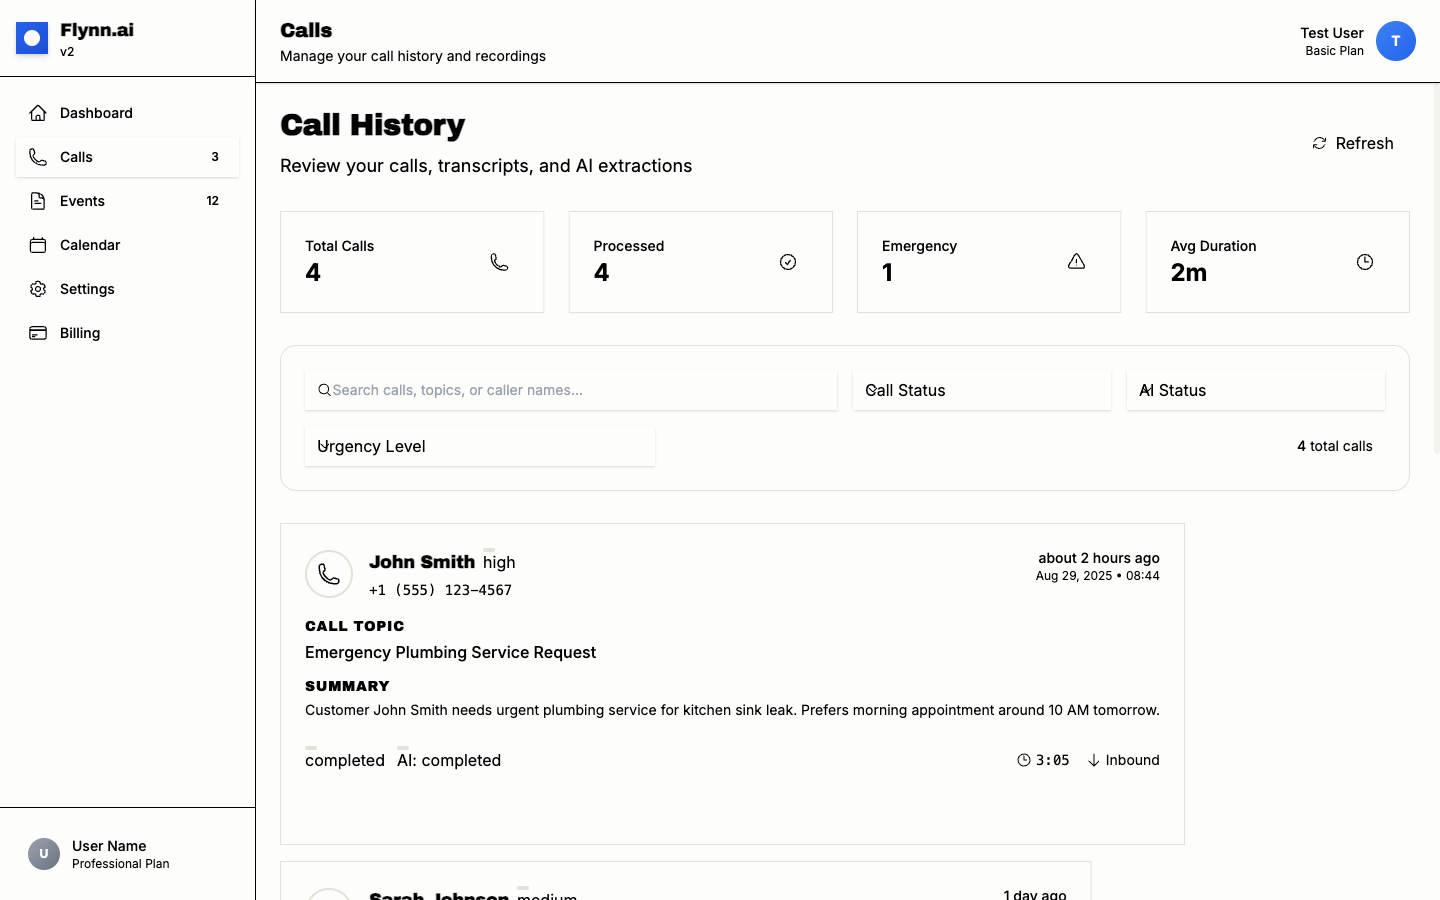 Flynn.ai
v2
Dashboard
Calls 3
Events 12
Calendar
Settings
Billing
U
User Name
Professional Plan
Calls
Manage your call history and recordings
Test User
Basic Plan
T
Call History
Review your calls, transcripts, and AI extractions
Refresh
Total Calls
4
Processed
4
Emergency
1
Avg Duration
2m
Search calls, topics, or caller names...
Call Status
AI Status
Urgency Level
4 total calls
John Smith high
+1 (555) 123-4567
about 2 hours ago
Aug 29, 2025 • 08:44
CALL TOPIC
Emergency Plumbing Service Request
SUMMARY
Customer John Smith needs urgent plumbing service for kitchen sink leak. Prefers morning appointment around 10 AM tomorrow.
completed AI: completed
3:05 Inbound
Sarah Johnson medium
1 day ago